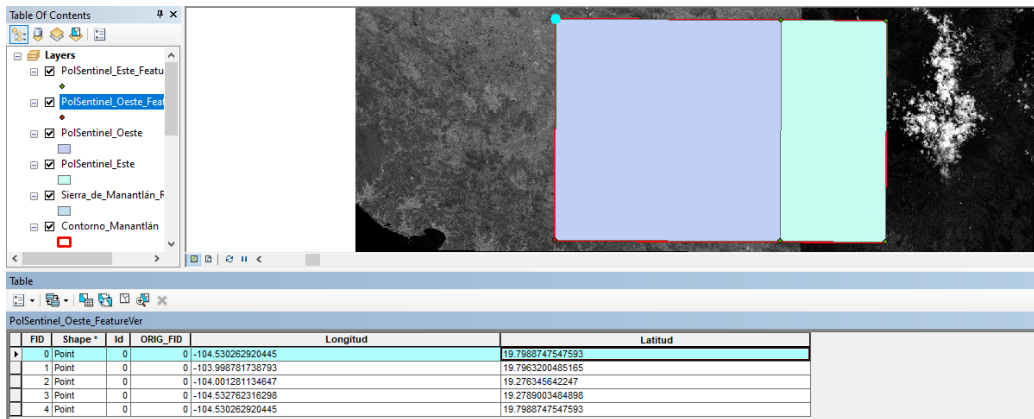 Table Of Contents
Layers
PolSentinel_Este_Featu
PolSentinel_Oeste_Feat
PolSentinel_Oeste
PolSentinel_Este
Sierra_de_Manantlán_R
Contorno_Manantlán
Table
PolSentinel_Oeste_FeatureVer
FID Shape * Id ORIG_FID Longitud Latitud
0 Point 0 0 -104.530262920445 19.7988747547593
1 Point 0 0 -103.998781738793 19.7963200485165
2 Point 0 0 -104.001281134647 19.276345642247
3 Point 0 0 -104.532762316298 19.2789003484898
4 Point 0 0 -104.530262920445 19.7988747547593